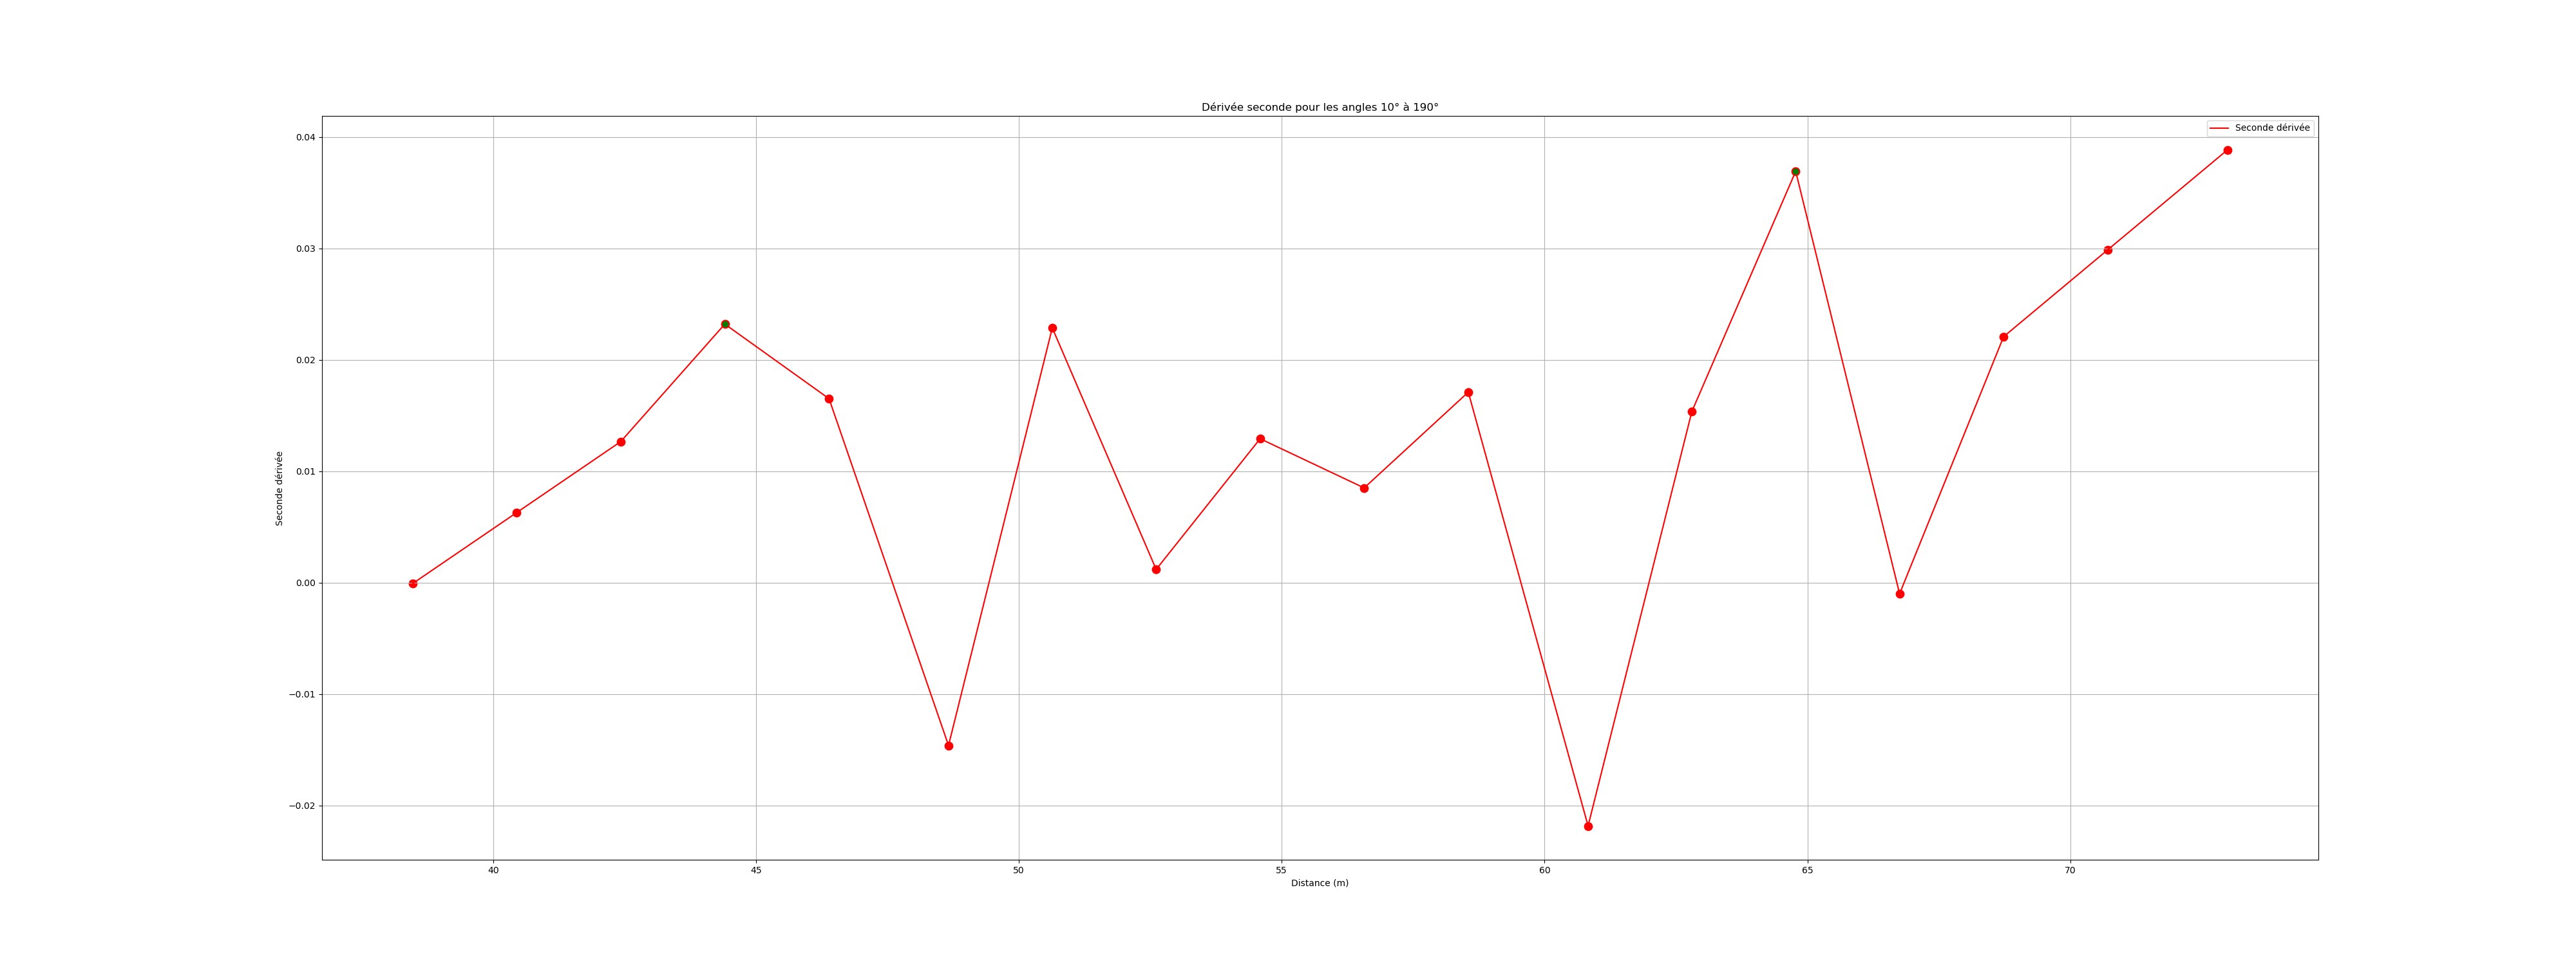 Dérivée seconde pour les angles 10° à 190°
Seconde dérivée
0.04
0.03
0.02
0.01
0.00
−0.01
−0.02
Seconde dérivée
40 45 50 55 60 65 70
Distance (m)